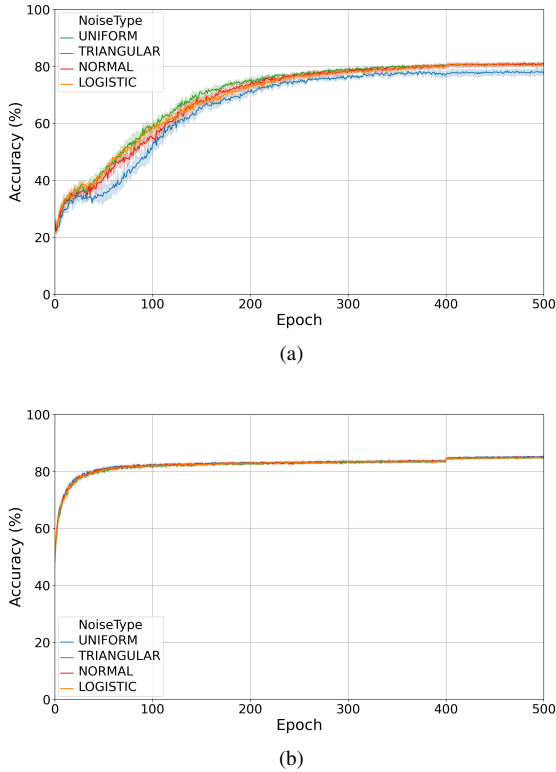 100
80
60
40
20
0
Accuracy (%)
NoiseType
UNIFORM
TRIANGULAR
NORMAL
LOGISTIC
0 100 200 300 400 500
Epoch
(a)
100
80
60
40
20
0
Accuracy (%)
NoiseType
UNIFORM
TRIANGULAR
NORMAL
LOGISTIC
0 100 200 300 400 500
Epoch
(b)